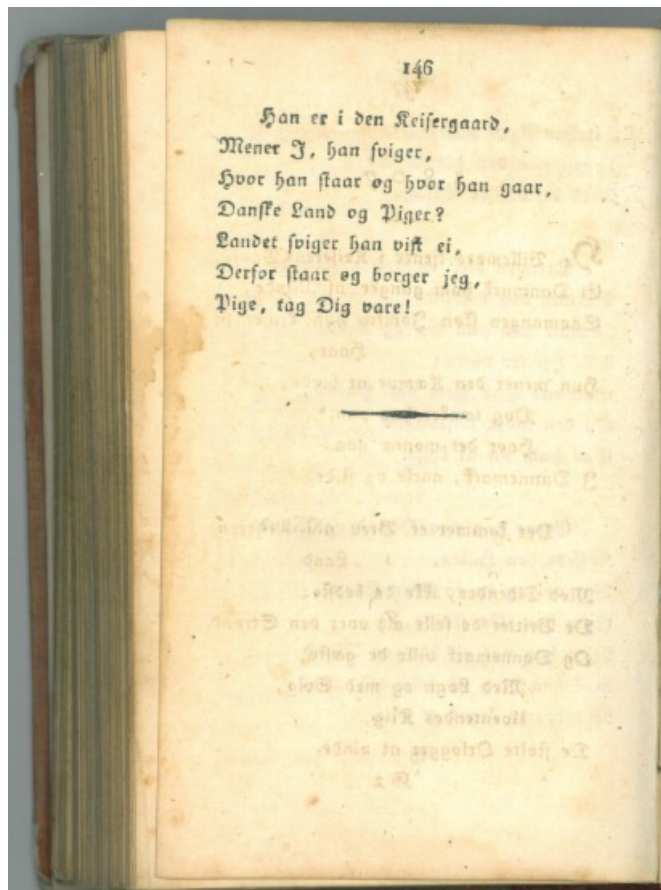 146
Han er i den Keisergaard,
Mener I, han sviger,
Hvor han staar og hvor han gaar,
Danske Land og Piger?
Landet sviger han vist ei,
Derfor staar og borger jeg,
Pige, tag Dig vare!